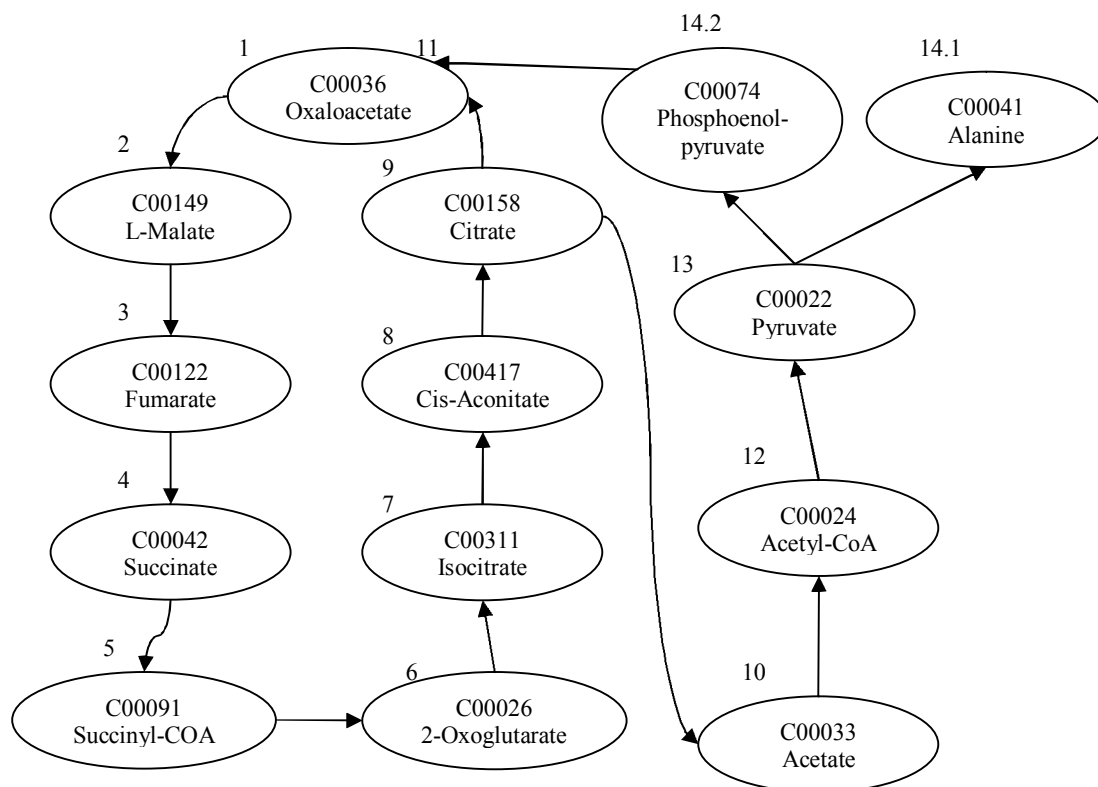 1
11
C00036
Oxaloacetate
14.2
C00074
Phosphoenol-
pyruvate
14.1
C00041
Alanine
2
C00149
L-Malate
9
C00158
Citrate
13
C00022
Pyruvate
3
C00122
Fumarate
8
C00417
Cis-Aconitate
12
C00024
Acetyl-CoA
4
C00042
Succinate
7
C00311
Isocitrate
5
C00091
Succinyl-COA
6
C00026
2-Oxoglutarate
10
C00033
Acetate